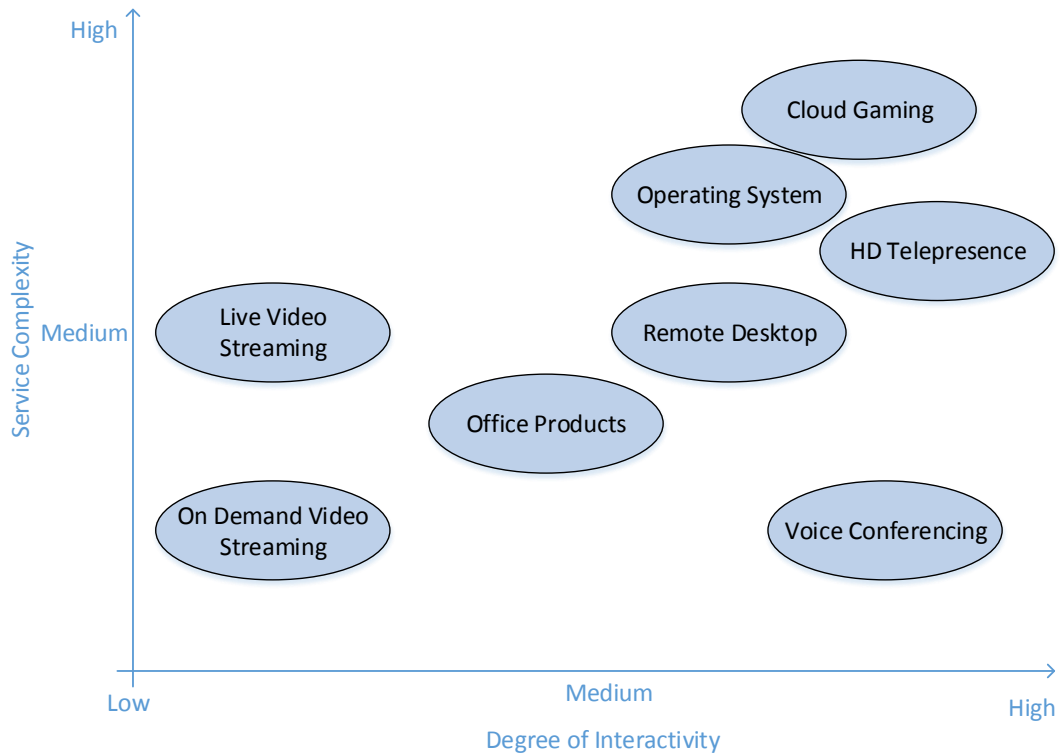 High
Cloud Gaming
Operating System
HD Telepresence
Service Complexity
Medium
Live Video
Streaming
Remote Desktop
Office Products
On Demand Video
Streaming
Voice Conferencing
Low
Medium
High
Degree of Interactivity